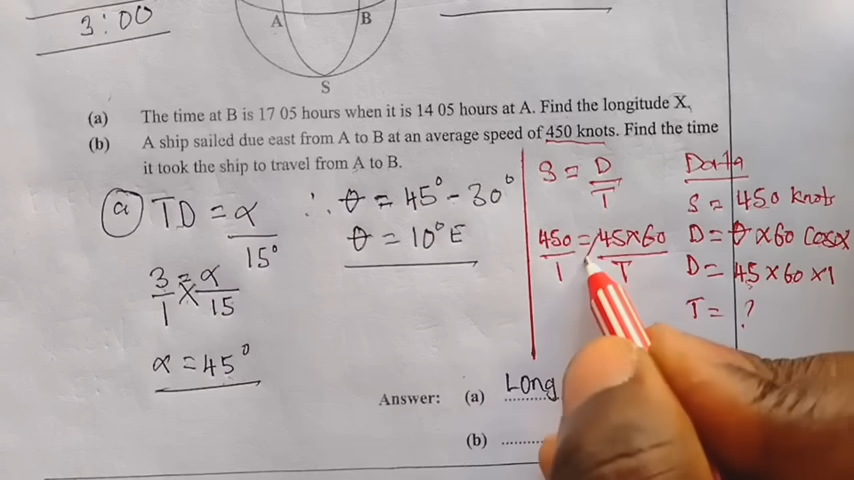 3:00
A B
S
(a) The time at B is 17 05 hours when it is 14 05 hours at A. Find the longitude X,
(b) A ship sailed due east from A to B at an average speed of 450 knots. Find the time
it took the ship to travel from A to B.
(a) TD = α/15°
3/1 = α/15
α = 45°
∴ θ = 45° - 30°
θ = 10°E
S = D/T
450/1 = 45×60/T
Data
S = 450 knots
D = θ × 60 cos α
D = 45 × 60 × 1
T = ?
Answer: (a) Long
(b)